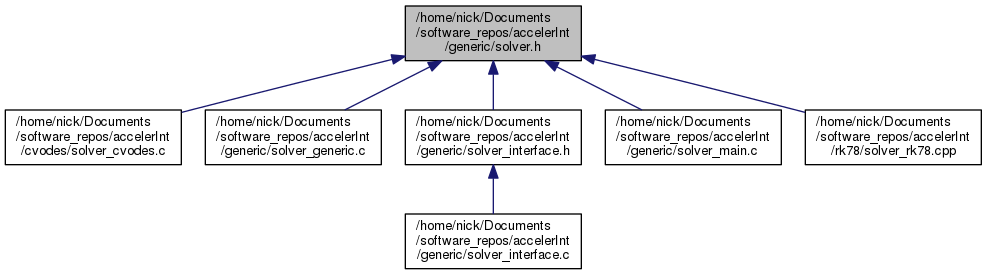 /home/nick/Documents
/software_repos/accelerInt
/generic/solver.h
/home/nick/Documents
/software_repos/accelerInt
/cvodes/solver_cvodes.c
/home/nick/Documents
/software_repos/accelerInt
/generic/solver_generic.c
/home/nick/Documents
/software_repos/accelerInt
/generic/solver_interface.h
/home/nick/Documents
/software_repos/accelerInt
/generic/solver_main.c
/home/nick/Documents
/software_repos/accelerInt
/rk78/solver_rk78.cpp
/home/nick/Documents
/software_repos/accelerInt
/generic/solver_interface.c